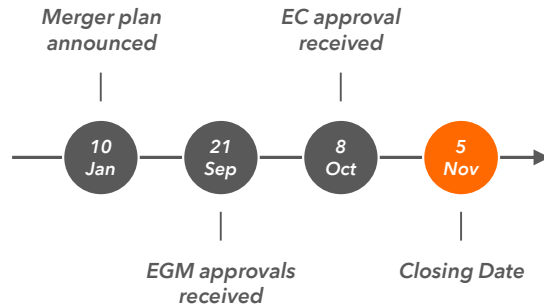 Merger plan
announced
EC approval
received
10
Jan
21
Sep
8
Oct
5
Nov
EGM approvals
received
Closing Date